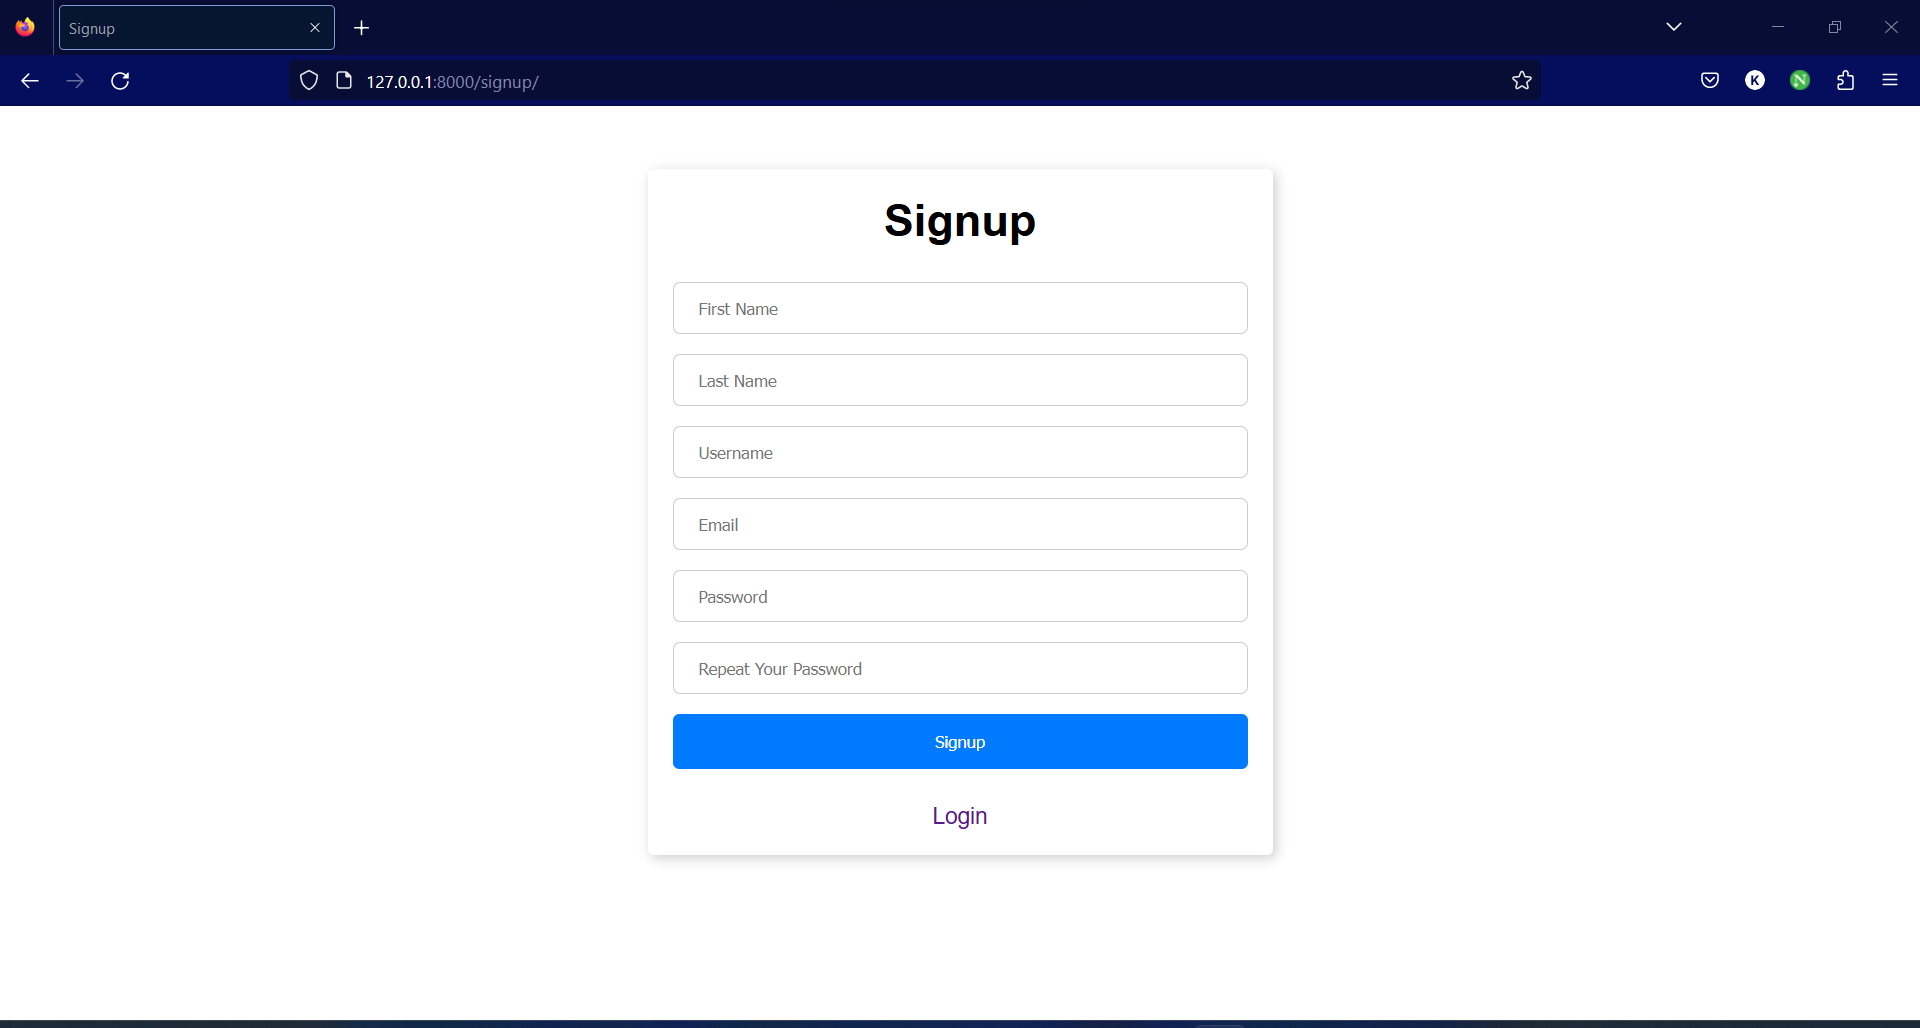 Signup
127.0.0.1:8000/signup/
K
N
Signup
First Name
Last Name
Username
Email
Password
Repeat Your Password
Signup
Login